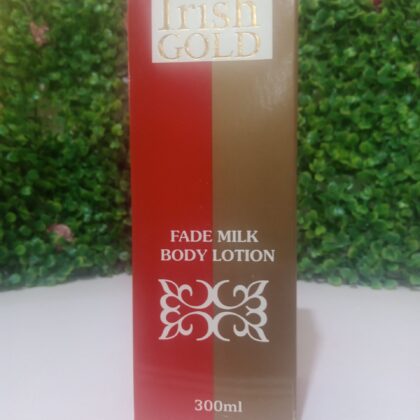 Irish
GOLD
FADE MILK
BODY LOTION
300ml